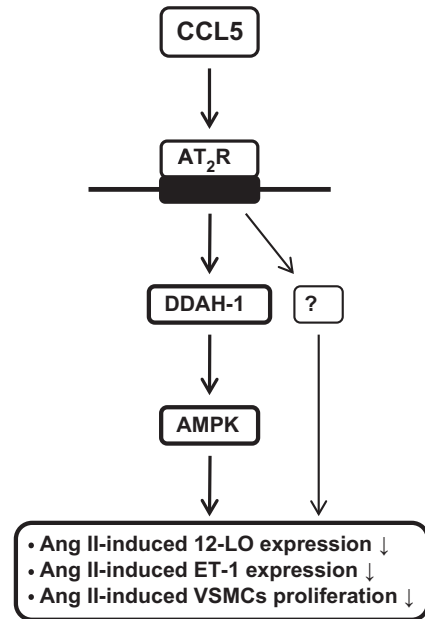 CCL5
AT₂R
DDAH-1 ?
AMPK
• Ang II-induced 12-LO expression ↓
• Ang II-induced ET-1 expression ↓
• Ang II-induced VSMCs proliferation ↓